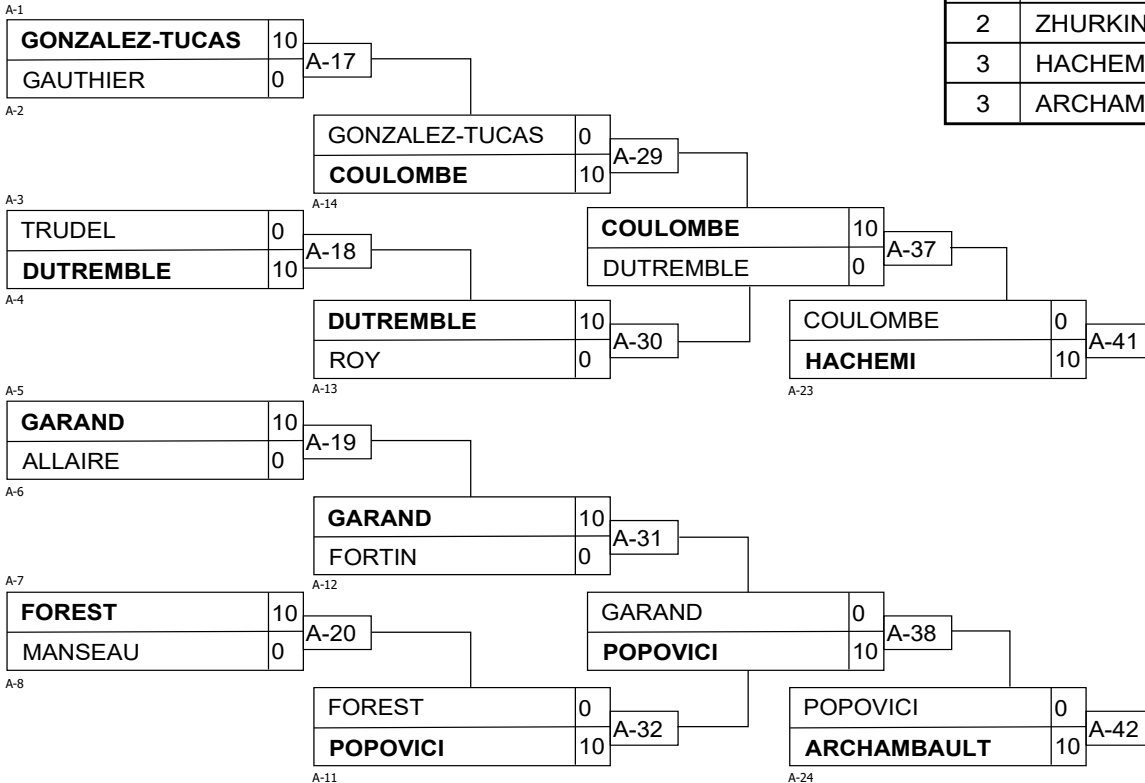 A-1
GONZALEZ-TUCAS 10
GAUTHIER 0
A-17
A-2
2 ZHURKIN
3 HACHEM
3 ARCHAM
GONZALEZ-TUCAS 0
COULOMBE 10
A-29
A-14
A-3
TRUDEL 0
DUTREMBLE 10
A-18
A-4
COULOMBE 10
DUTREMBLE 0
A-37
DUTREMBLE 10
ROY 0
A-30
A-13
COULOMBE 0
HACHEMI 10
A-41
A-23
A-5
GARAND 10
ALLAIRE 0
A-19
A-6
GARAND 10
FORTIN 0
A-31
A-12
A-7
FOREST 10
MANSEAU 0
A-20
A-8
GARAND 0
POPOVICI 10
A-38
FOREST 0
POPOVICI 10
A-32
A-11
POPOVICI 0
ARCHAMBAULT 10
A-42
A-24